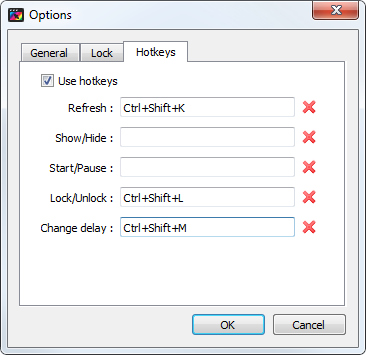 Options
General Lock Hotkeys
Use hotkeys
Refresh : Ctrl+Shift+K
Show/Hide :
Start/Pause :
Lock/Unlock : Ctrl+Shift+L
Change delay : Ctrl+Shift+M
OK Cancel